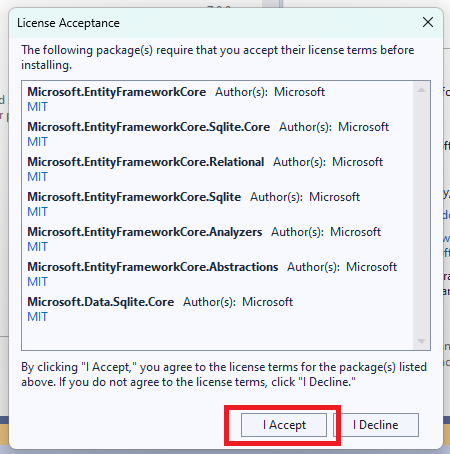 License Acceptance
The following package(s) require that you accept their license terms before
installing.
Microsoft.EntityFrameworkCore Author(s): Microsoft
MIT
Microsoft.EntityFrameworkCore.Sqlite.Core Author(s): Microsoft
MIT
Microsoft.EntityFrameworkCore.Relational Author(s): Microsoft
MIT
Microsoft.EntityFrameworkCore.Sqlite Author(s): Microsoft
MIT
Microsoft.EntityFrameworkCore.Analyzers Author(s): Microsoft
MIT
Microsoft.EntityFrameworkCore.Abstractions Author(s): Microsoft
MIT
Microsoft.Data.Sqlite.Core Author(s): Microsoft
MIT
By clicking "I Accept," you agree to the license terms for the package(s) listed
above. If you do not agree to the license terms, click "I Decline."
I Accept
I Decline